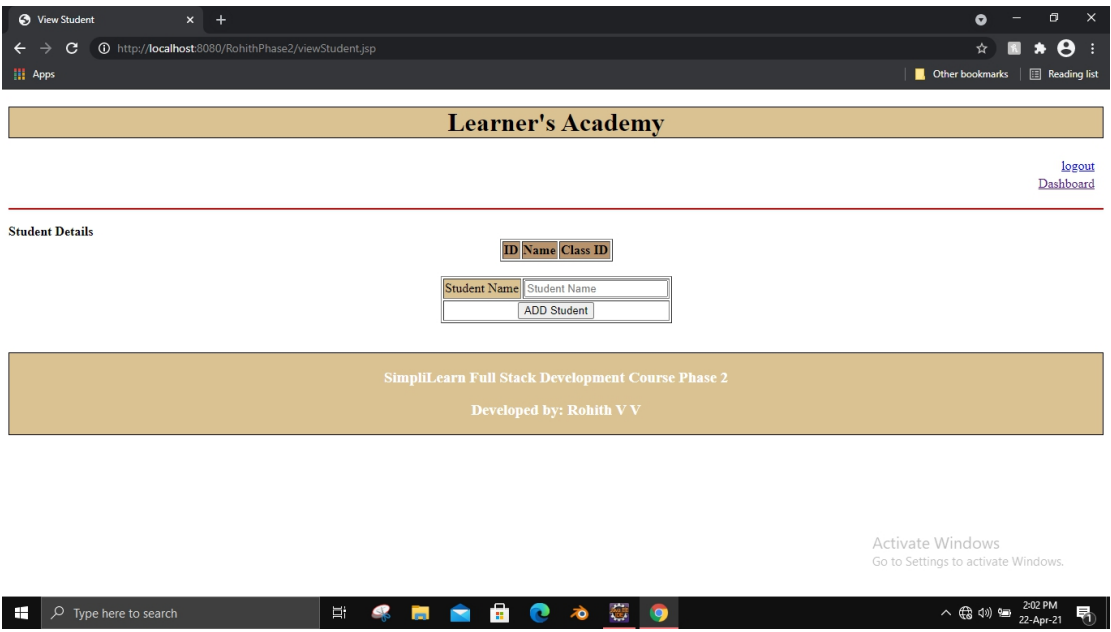 View Student
http://localhost:8080/RohithPhase2/viewStudent.jsp
Apps
Other bookmarks
Reading list
Learner's Academy
logout
Dashboard
Student Details
ID Name Class ID
Student Name Student Name
ADD Student
SimpliLearn Full Stack Development Course Phase 2
Developed by: Rohith V V
Activate Windows
Go to Settings to activate Windows.
Type here to search
2:02 PM
22-Apr-21
1